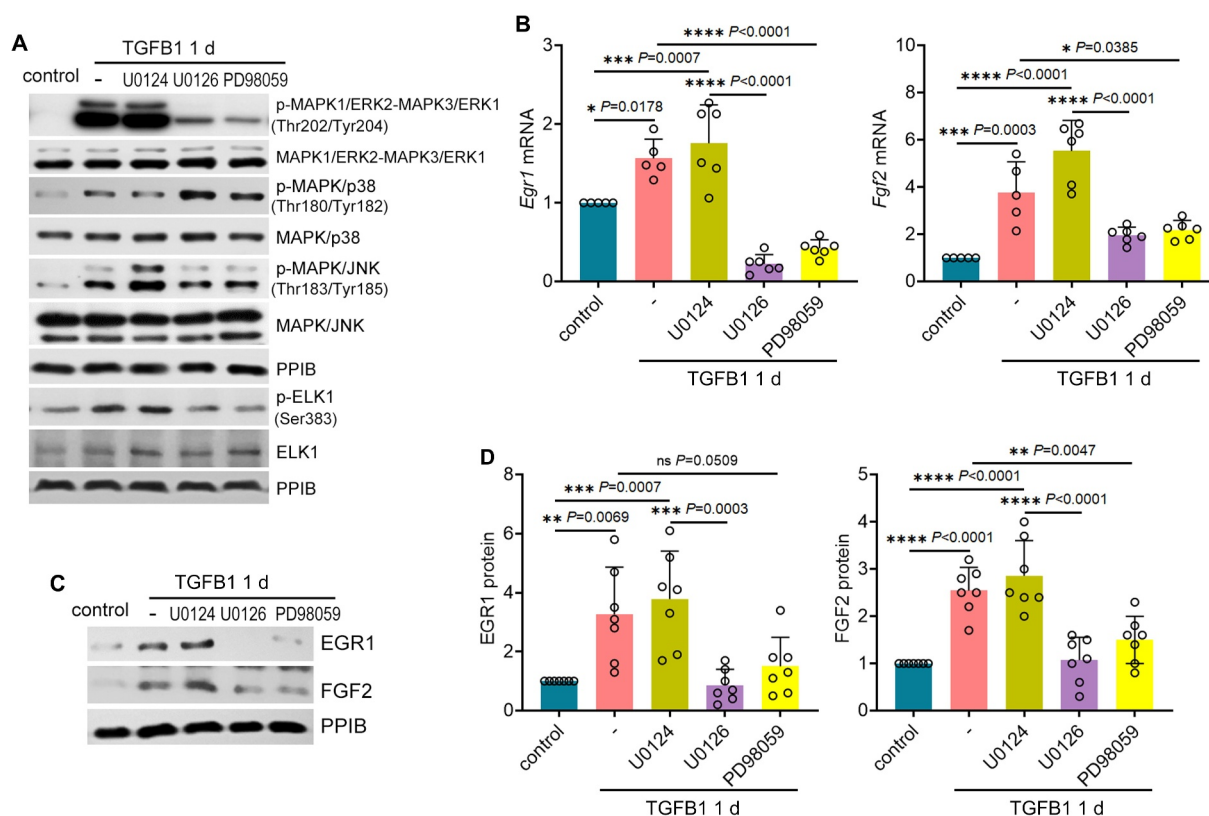 A
TGFB1 1 d
control - U0124 U0126 PD98059
p-MAPK1/ERK2-MAPK3/ERK1
(Thr202/Tyr204)
MAPK1/ERK2-MAPK3/ERK1
p-MAPK/p38
(Thr180/Tyr182)
MAPK/p38
p-MAPK/JNK
(Thr183/Tyr185)
MAPK/JNK
PPIB
p-ELK1
(Ser383)
ELK1
PPIB
B
**** P<0.0001
*** P=0.0007
**** P<0.0001
* P=0.0178
Egr1 mRNA
3
2
1
0
control
-
U0124
U0126
PD98059
TGFB1 1 d
* P=0.0385
**** P<0.0001
**** P<0.0001
*** P=0.0003
Fgf2 mRNA
10
8
6
4
2
0
control
-
U0124
U0126
PD98059
TGFB1 1 d
C
TGFB1 1 d
control - U0124 U0126 PD98059
EGR1
FGF2
PPIB
D
ns P=0.0509
*** P=0.0007
*** P=0.0003
** P=0.0069
EGR1 protein
8
6
4
2
0
control
-
U0124
U0126
PD98059
TGFB1 1 d
** P=0.0047
**** P<0.0001
**** P<0.0001
**** P<0.0001
FGF2 protein
5
4
3
2
1
0
control
-
U0124
U0126
PD98059
TGFB1 1 d